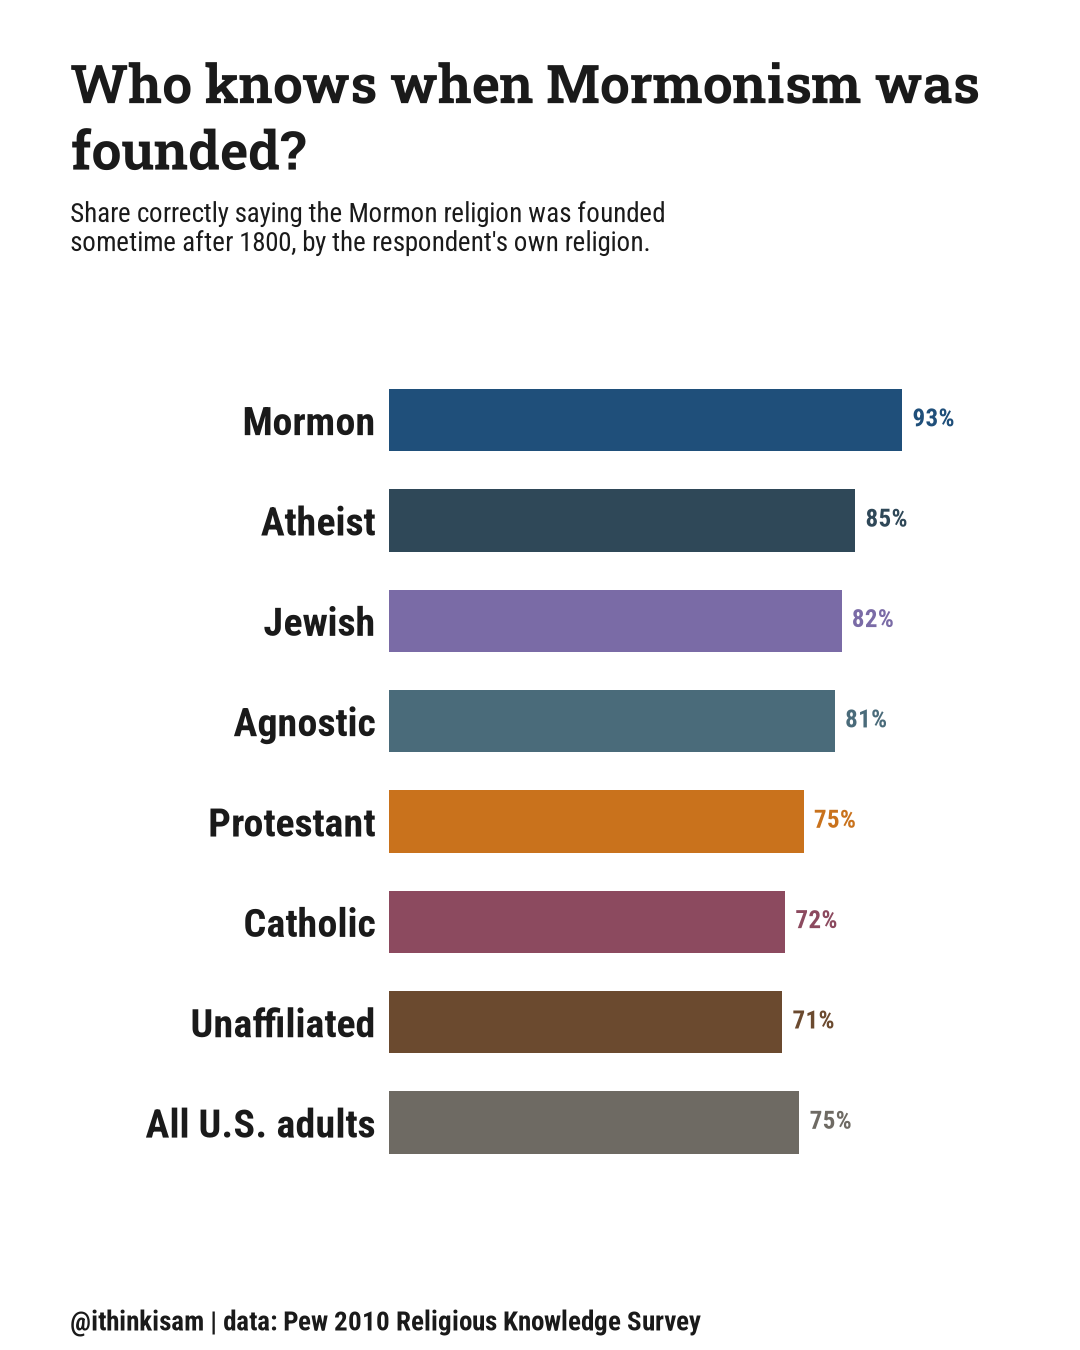 Who knows when Mormonism was
founded?
Share correctly saying the Mormon religion was founded
sometime after 1800, by the respondent's own religion.
Mormon 93%
Atheist 85%
Jewish 82%
Agnostic 81%
Protestant 75%
Catholic 72%
Unaffiliated 71%
All U.S. adults 75%
@ithinkisam | data: Pew 2010 Religious Knowledge Survey